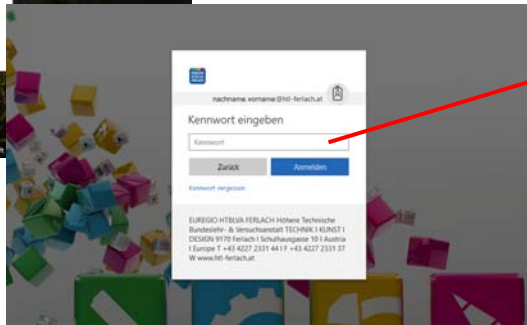 nachname.vorname@htl-ferlach.at
Kennwort eingeben
Kennwort
Zurück
Anmelden
Kennwort vergessen
EUREGIO HTBLVA FERLACH Höhere Technische
Bundeslehr- & Versuchsanstalt TECHNIK I KUNST I
DESIGN 9170 Ferlach I Schulhausgasse 10 I Austria
I Europe T +43 4227 2331 44 I F +43 4227 2331 37
W www.htl-ferlach.at